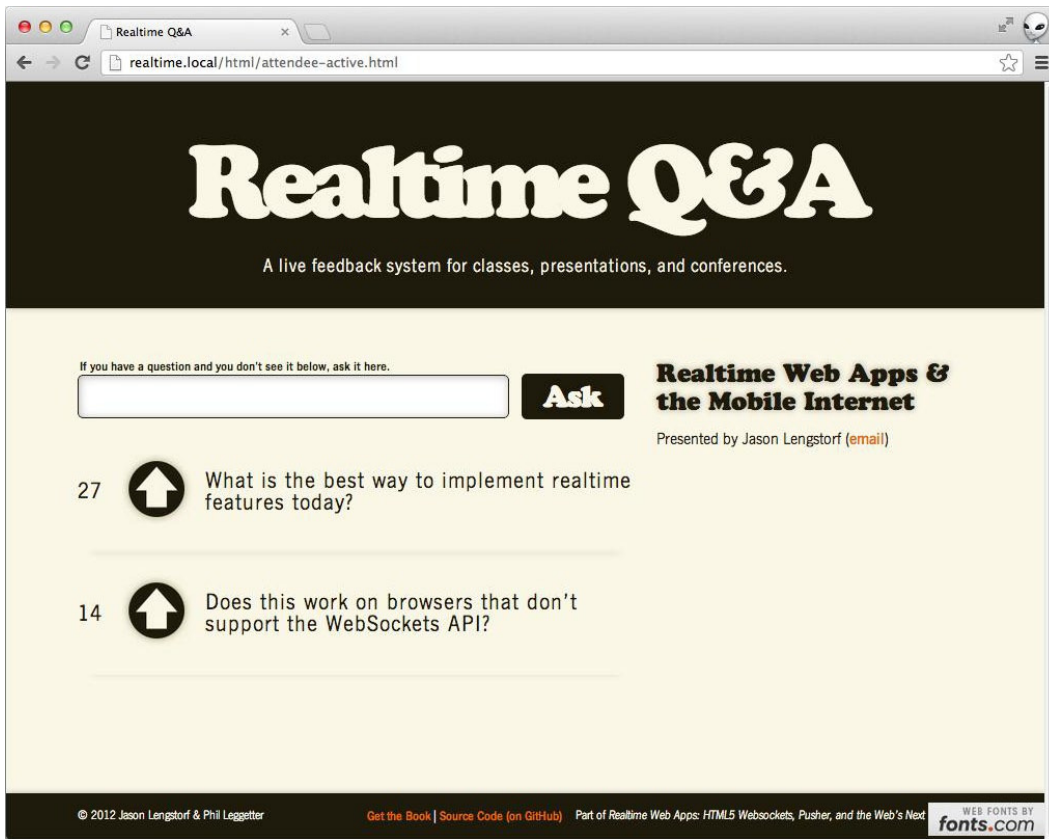 Realtime Q&A
realtime.local/html/attendee-active.html
Realtime Q&A
A live feedback system for classes, presentations, and conferences.
If you have a question and you don't see it below, ask it here.
Ask
27
What is the best way to implement realtime
features today?
14
Does this work on browsers that don't
support the WebSockets API?
Realtime Web Apps &
the Mobile Internet
Presented by Jason Lengstorf (email)
© 2012 Jason Lengstorf & Phil Leggetter
Get the Book | Source Code (on GitHub)
Part of Realtime Web Apps: HTML5 Websockets, Pusher, and the Web's Next
WEB FONTS BY
fonts.com